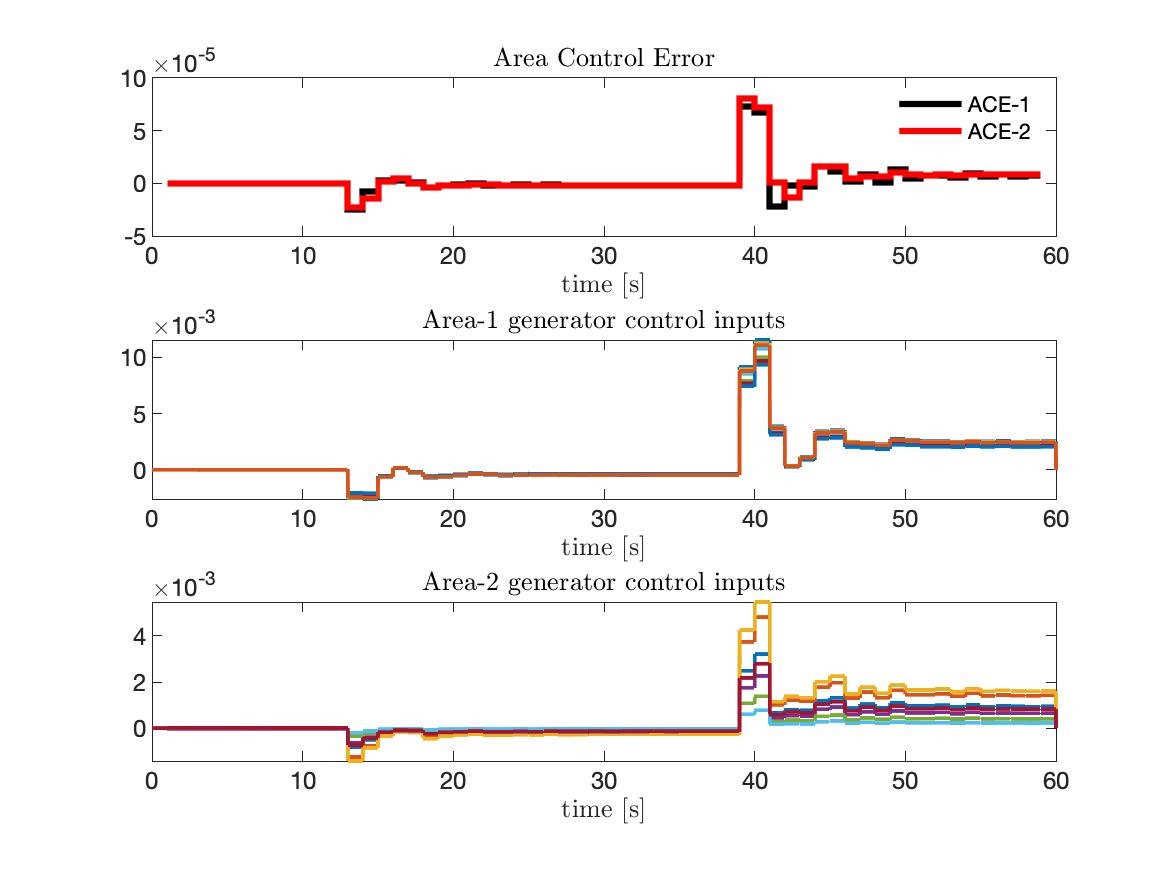 ×10-5
Area Control Error
10
5
0
-5
ACE-1
ACE-2
0 10 20 30 40 50 60
time [s]
×10-3
Area-1 generator control inputs
10
5
0
0 10 20 30 40 50 60
time [s]
×10-3
Area-2 generator control inputs
4
2
0
0 10 20 30 40 50 60
time [s]